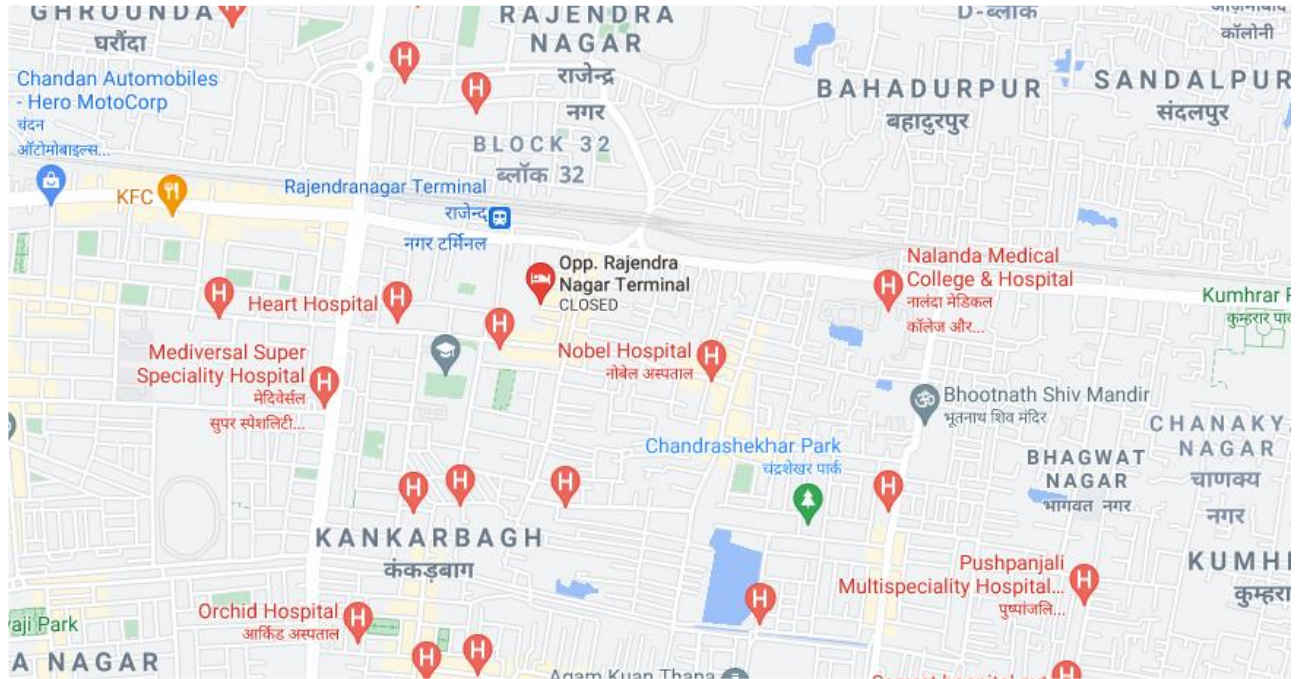 GHROUNDA
घरौंदा
RAJENDRA
NAGAR
राजेन्द्र
नगर
D-ब्लाक
कॉलोनी
Chandan Automobiles
- Hero MotoCorp
चंदन
ऑटोमोबाइल्स...
BAHADURPUR
बहादुरपुर
SANDALPUR
संदलपुर
BLOCK 32
ब्लॉक 32
KFC
Rajendranagar Terminal
राजेन्द्र
नगर टर्मिनल
Opp. Rajendra
Nagar Terminal
CLOSED
Nalanda Medical
College & Hospital
नालंदा मेडिकल
कॉलेज और...
Heart Hospital
Kumhrar P
कुम्हरार पा
Mediversal Super
Speciality Hospital
मेदिवेर्सल
सुपर स्पेशलिटी...
Nobel Hospital
नोबेल अस्पताल
Bhootnath Shiv Mandir
भूतनाथ शिव मंदिर
CHANAKY
NAGAR
चाणक्य
नगर
Chandrashekhar Park
चंद्रशेखर पार्क
BHAGWAT
NAGAR
भागवत नगर
KANKARBAGH
कंकड़बाग
Pushpanjali
Multispeciality Hospital...
पुष्पांजलि...
KUMH
कुम्हरा
Orchid Hospital
आर्किड अस्पताल
aji Park
A NAGAR
Agam Kuan Thana